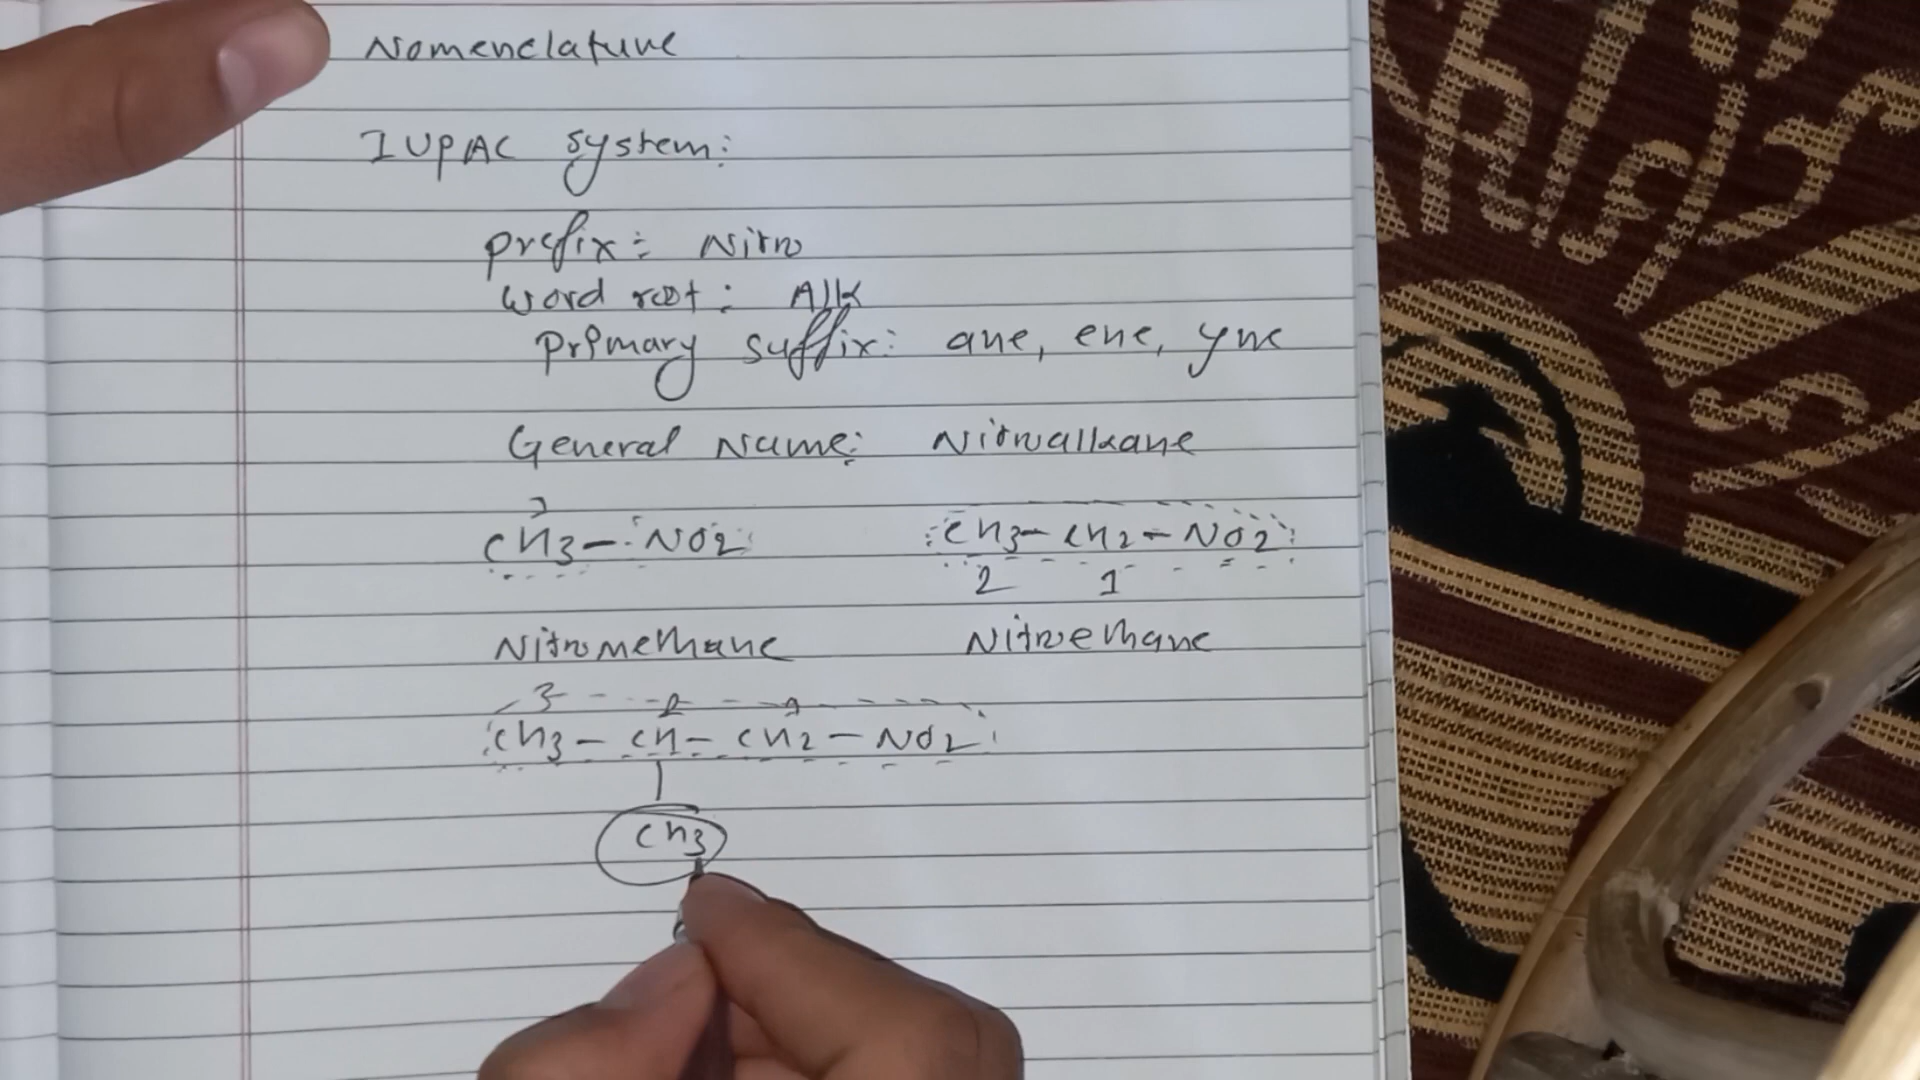 Nomenclature
IUPAC system:
prefix: Nitro
word root: Alk
Primary suffix: ane, ene, yne
General Name: Nitroalkane
CH3 - NO2 CH3 - CH2 - NO2
2 1
Nitromethane Nitroethane
3 2 1
CH3 - CH - CH2 - NO2
CH3